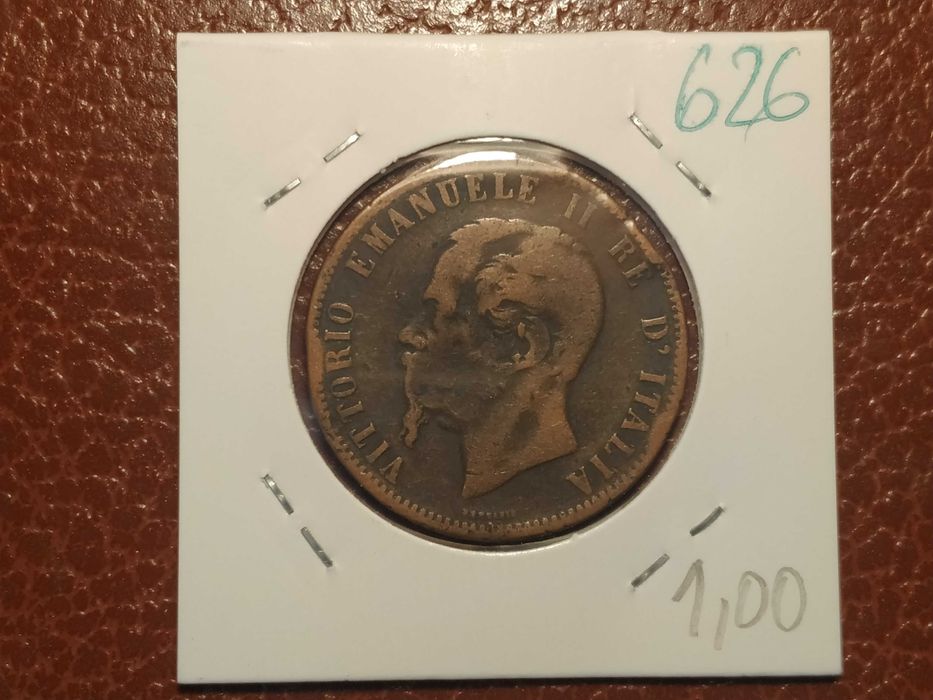 626
VITTORIO EMANUELE II RE D'ITALIA
1,00